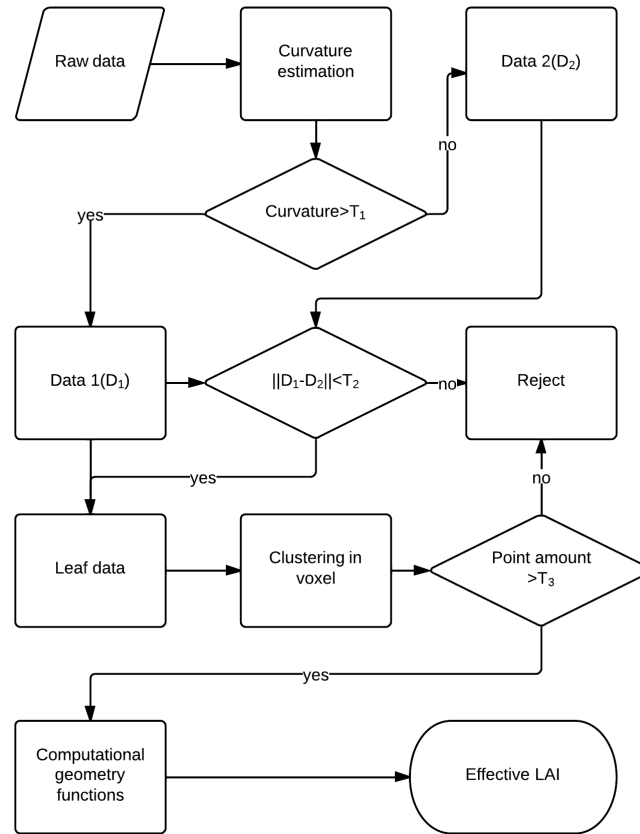 Raw data
Curvature
estimation
Data 2(D₂)
no
Curvature>T₁
yes
Data 1(D₁)
||D₁-D₂||<T₂
no
Reject
yes
no
Leaf data
Clustering in
voxel
Point amount
>T₃
yes
Computational
geometry
functions
Effective LAI